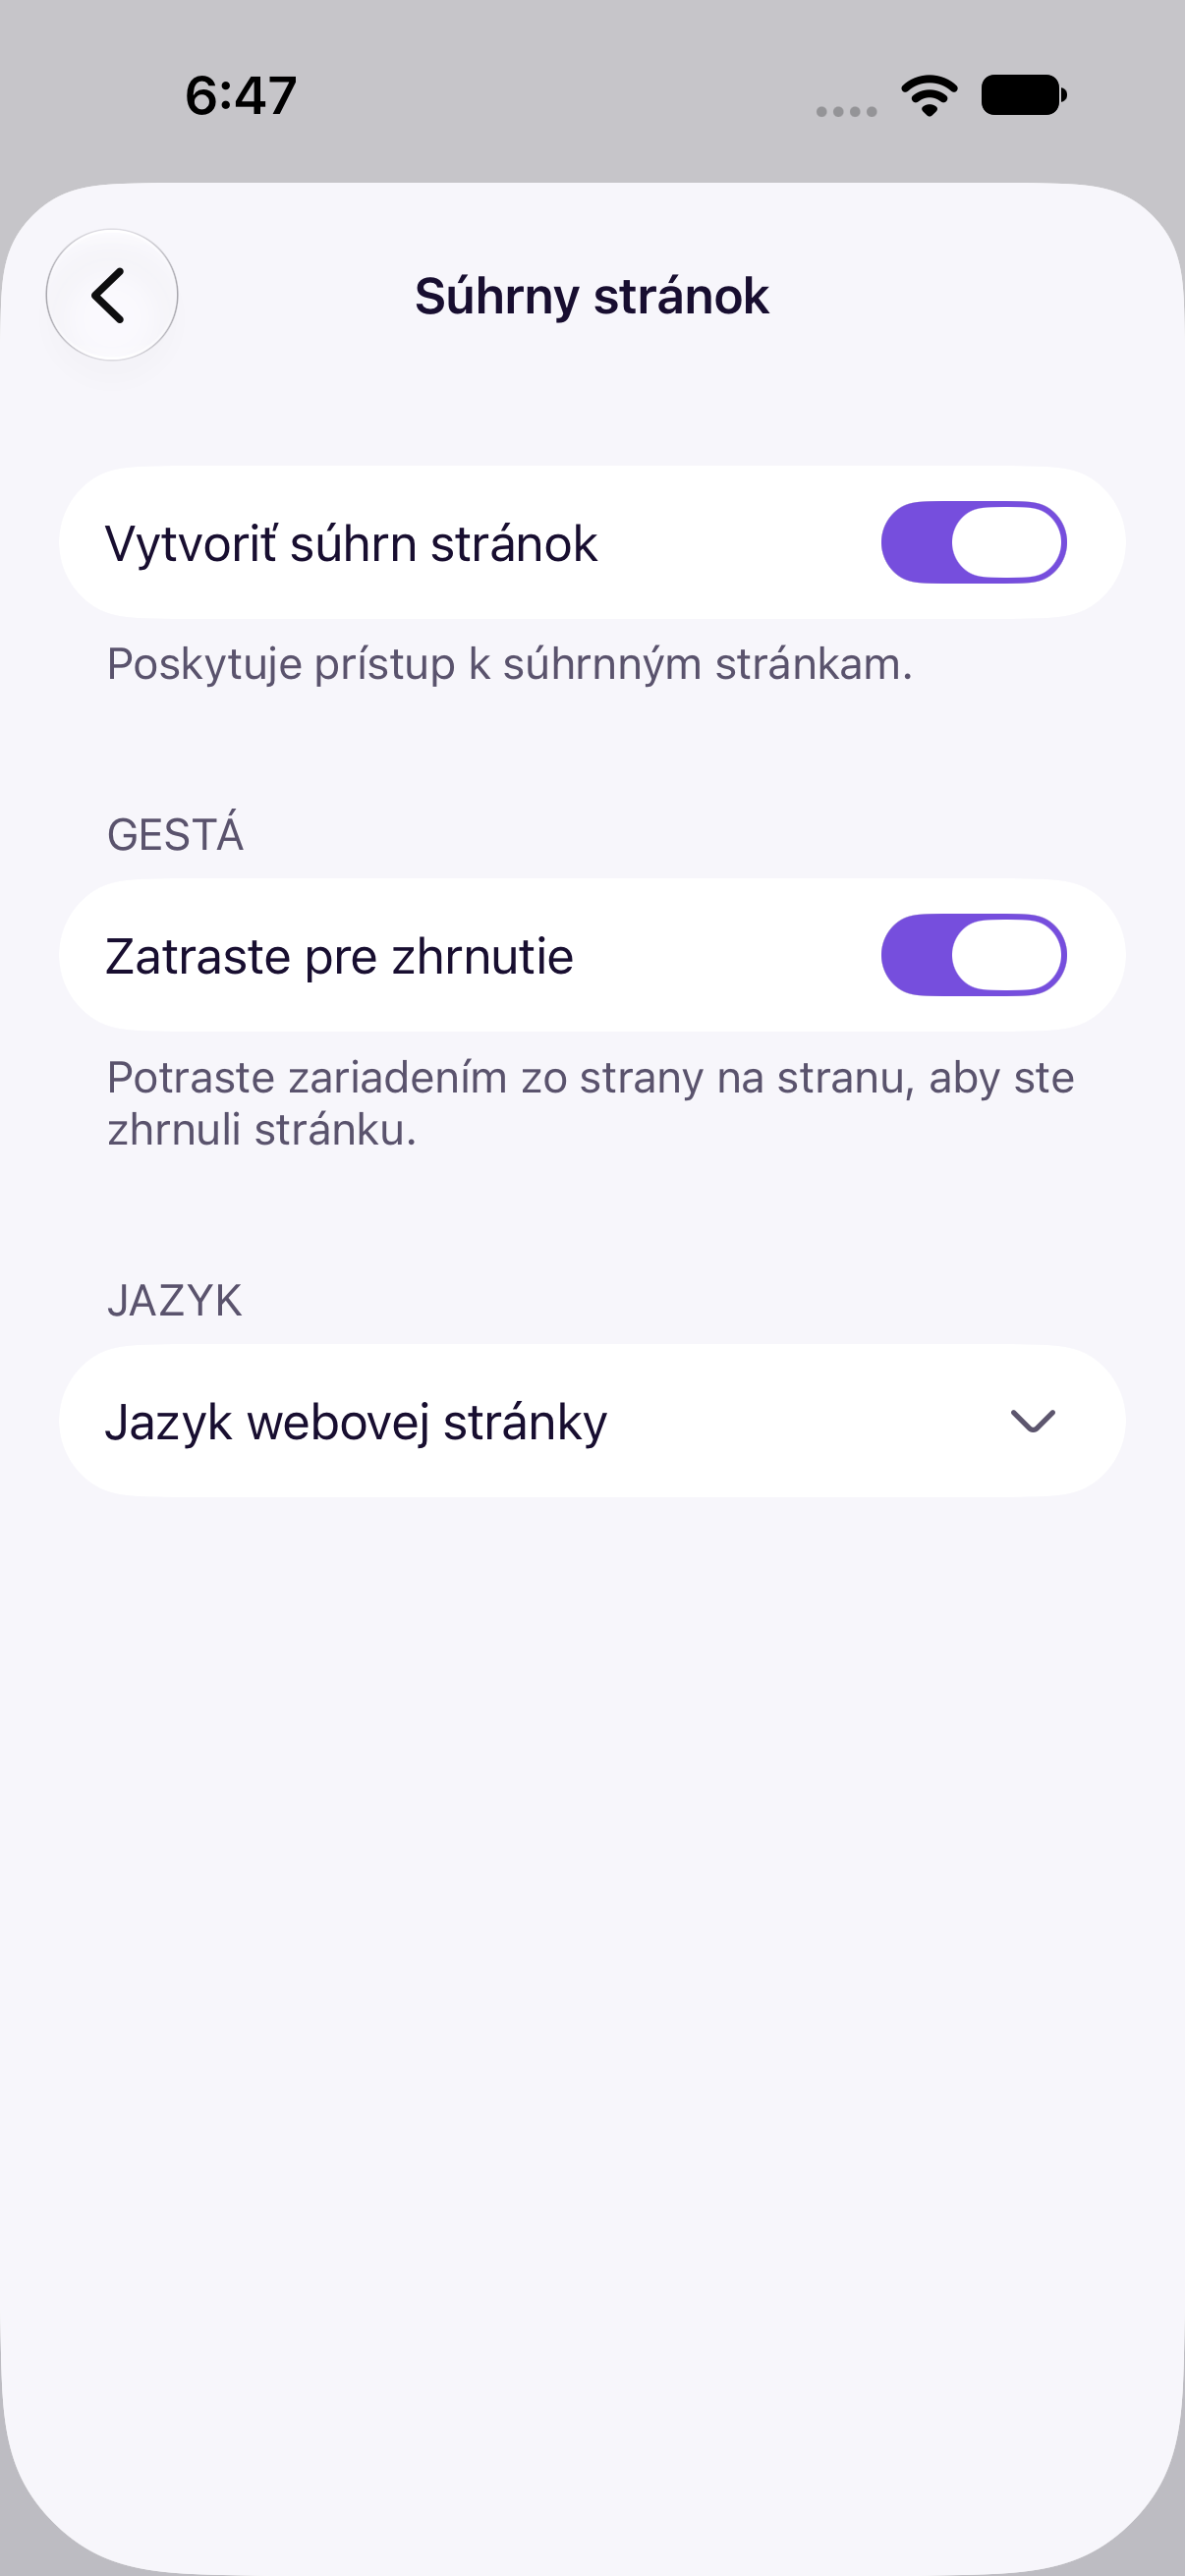 6:47
Súhrny stránok
Vytvoriť súhrn stránok
Poskytuje prístup k súhrnným stránkam.
GESTÁ
Zatraste pre zhrnutie
Potraste zariadením zo strany na stranu, aby ste
zhrnuli stránku.
JAZYK
Jazyk webovej stránky